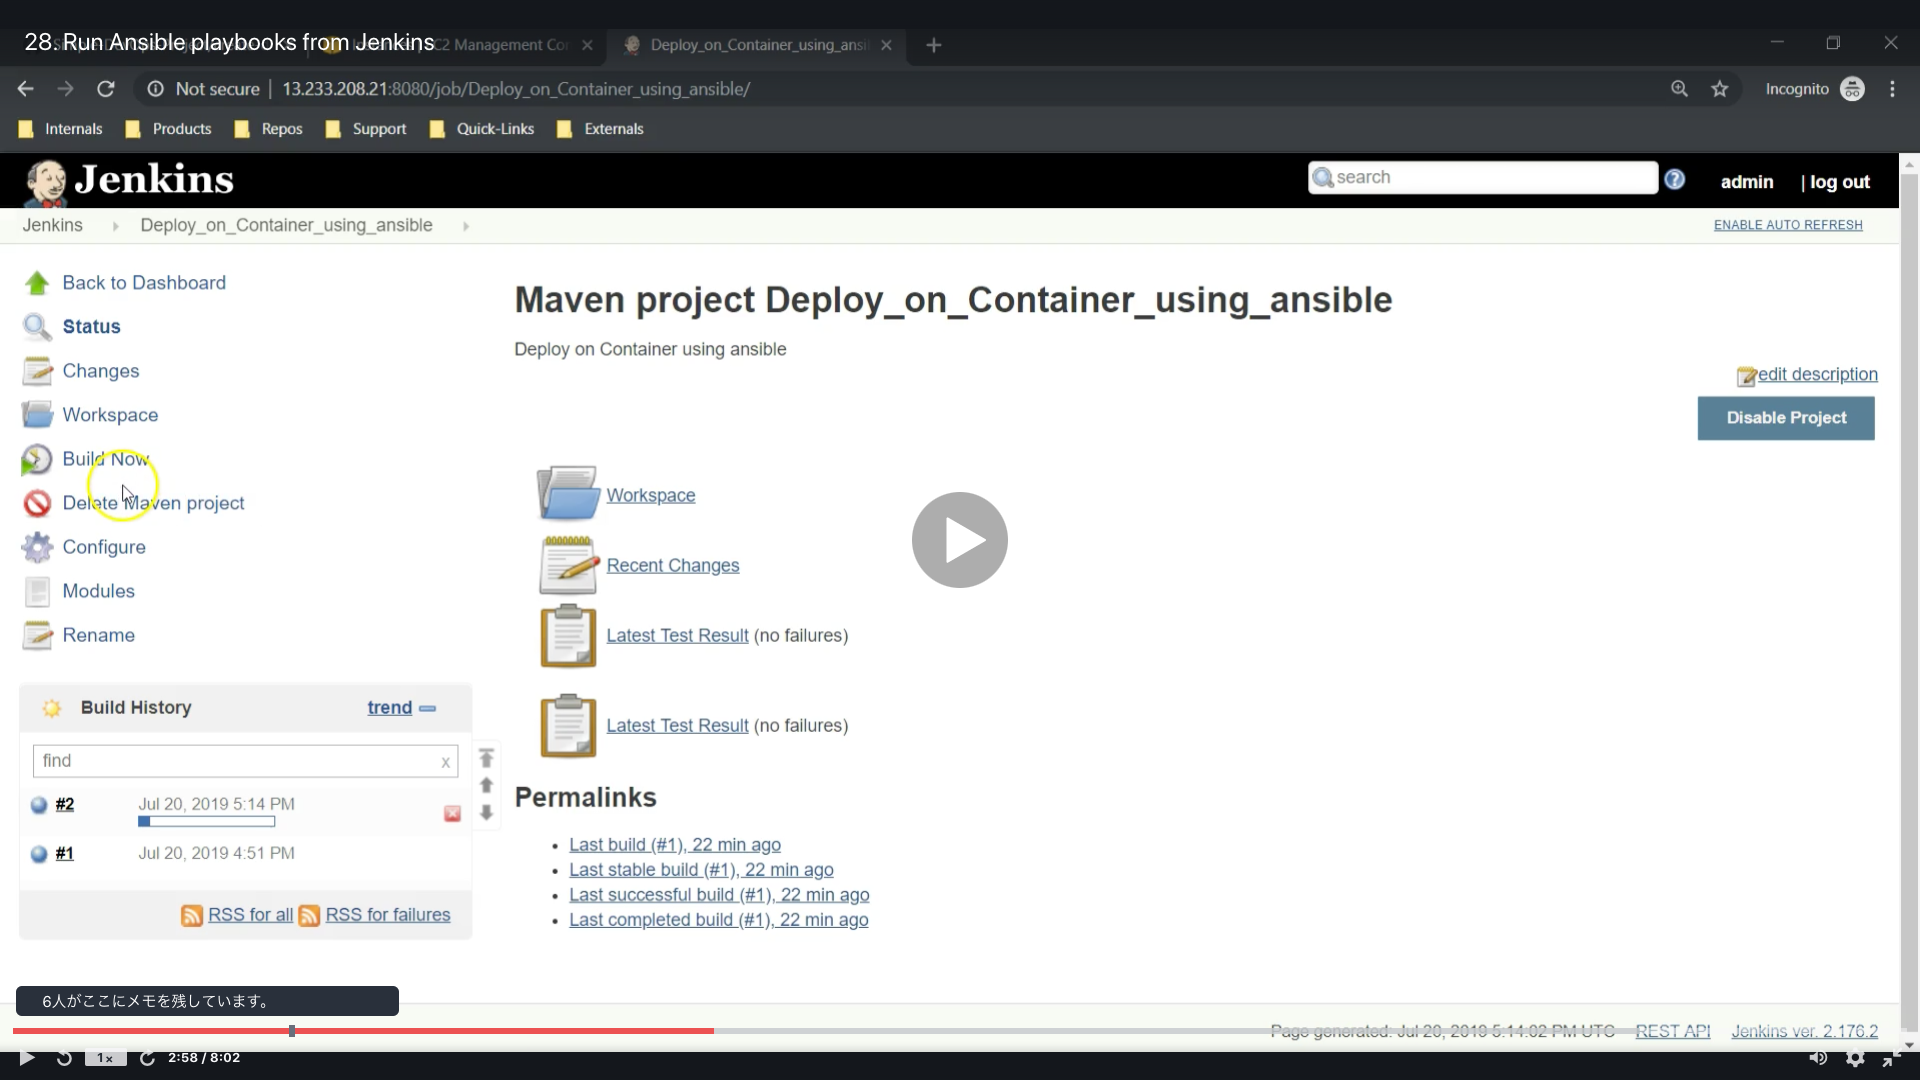 28. Run Ansible playbooks from Jenkins
C2 Management Co
Deploy_on_Container_using_ansi
Not secure | 13.233.208.21:8080/job/Deploy_on_Container_using_ansible/
Incognito
Internals Products Repos Support Quick-Links Externals
Jenkins
search
admin | log out
Jenkins Deploy_on_Container_using_ansible
ENABLE AUTO REFRESH
Back to Dashboard
Status
Changes
Workspace
Build Now
Delete Maven project
Configure
Modules
Rename
Maven project Deploy_on_Container_using_ansible
Deploy on Container using ansible
edit description
Disable Project
Workspace
Recent Changes
Latest Test Result (no failures)
Latest Test Result (no failures)
Build History trend
find x
#2 Jul 20, 2019 5:14 PM
#1 Jul 20, 2019 4:51 PM
RSS for all RSS for failures
Permalinks
Last build (#1), 22 min ago
Last stable build (#1), 22 min ago
Last successful build (#1), 22 min ago
Last completed build (#1), 22 min ago
6人がここにメモを残しています。
Page generated: Jul 20, 2019 5:14:02 PM UTC REST API Jenkins ver. 2.176.2
1x 2:58 / 8:02